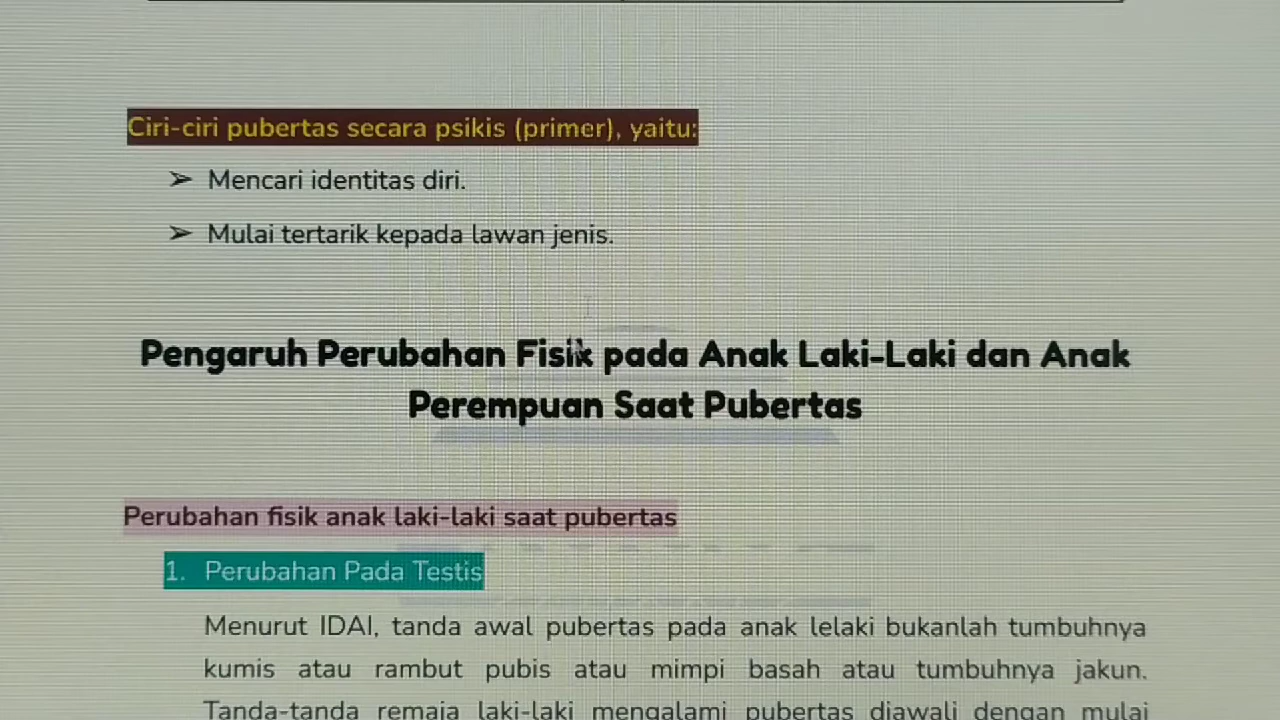 Ciri-ciri pubertas secara psikis (primer), yaitu:
➢ Mencari identitas diri.
➢ Mulai tertarik kepada lawan jenis.
Pengaruh Perubahan Fisik pada Anak Laki-Laki dan Anak
Perempuan Saat Pubertas
Perubahan fisik anak laki-laki saat pubertas
1. Perubahan Pada Testis
Menurut IDAI, tanda awal pubertas pada anak lelaki bukanlah tumbuhnya
kumis atau rambut pubis atau mimpi basah atau tumbuhnya jakun.
Tanda-tanda remaja laki-laki mengalami pubertas diawali dengan mulai